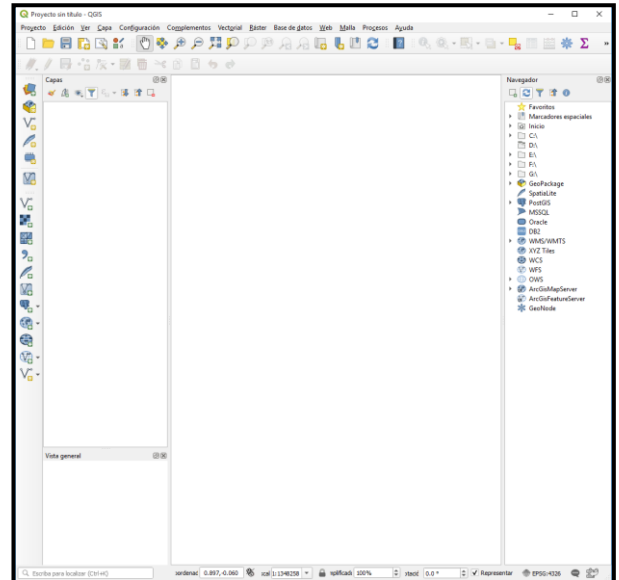 Proyecto sin título - QGIS
Proyecto Edición Ver Capa Configuración Complementos Vectorial Ráster Base de datos Web Malla Procesos Ayuda
Capas
Navegador
Favoritos
Marcadores espaciales
Inicio
C:\
D:\
E:\
F:\
G:\
GeoPackage
SpatiaLite
PostGIS
MSSQL
Oracle
DB2
WMS/WMTS
XYZ Tiles
WCS
WFS
OWS
ArcGisMapServer
ArcGisFeatureServer
GeoNode
Vista general
Escriba para localizar (Ctrl+K) 0.897,-0.060 1:1348258 100% 0.0 ° Representar EPSG:4326